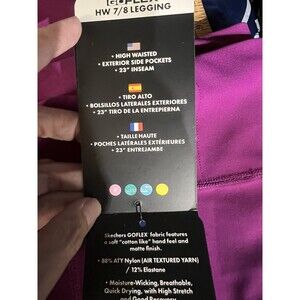 GOFLEX
HW 7/8 LEGGING
• HIGH WAISTED
• EXTERIOR SIDE POCKETS
• 23" INSEAM
• TIRO ALTO
• BOLSILLOS LATERALES EXTERIORES
• 23" TIRO DE LA ENTREPIERNA
• TAILLE HAUTE
• POCHES LATÉRALES EXTÉRIEURES
• 23" ENTREJAMBE
Skechers GOFLEX® fabric features
a soft "cotton like" hand feel and
matte finish.
• 88% ATY Nylon (AIR TEXTURED YARN)
/ 12% Elastane
• Moisture-Wicking, Breathable,
Quick Drying, with High Stretch
and Good Recovery.